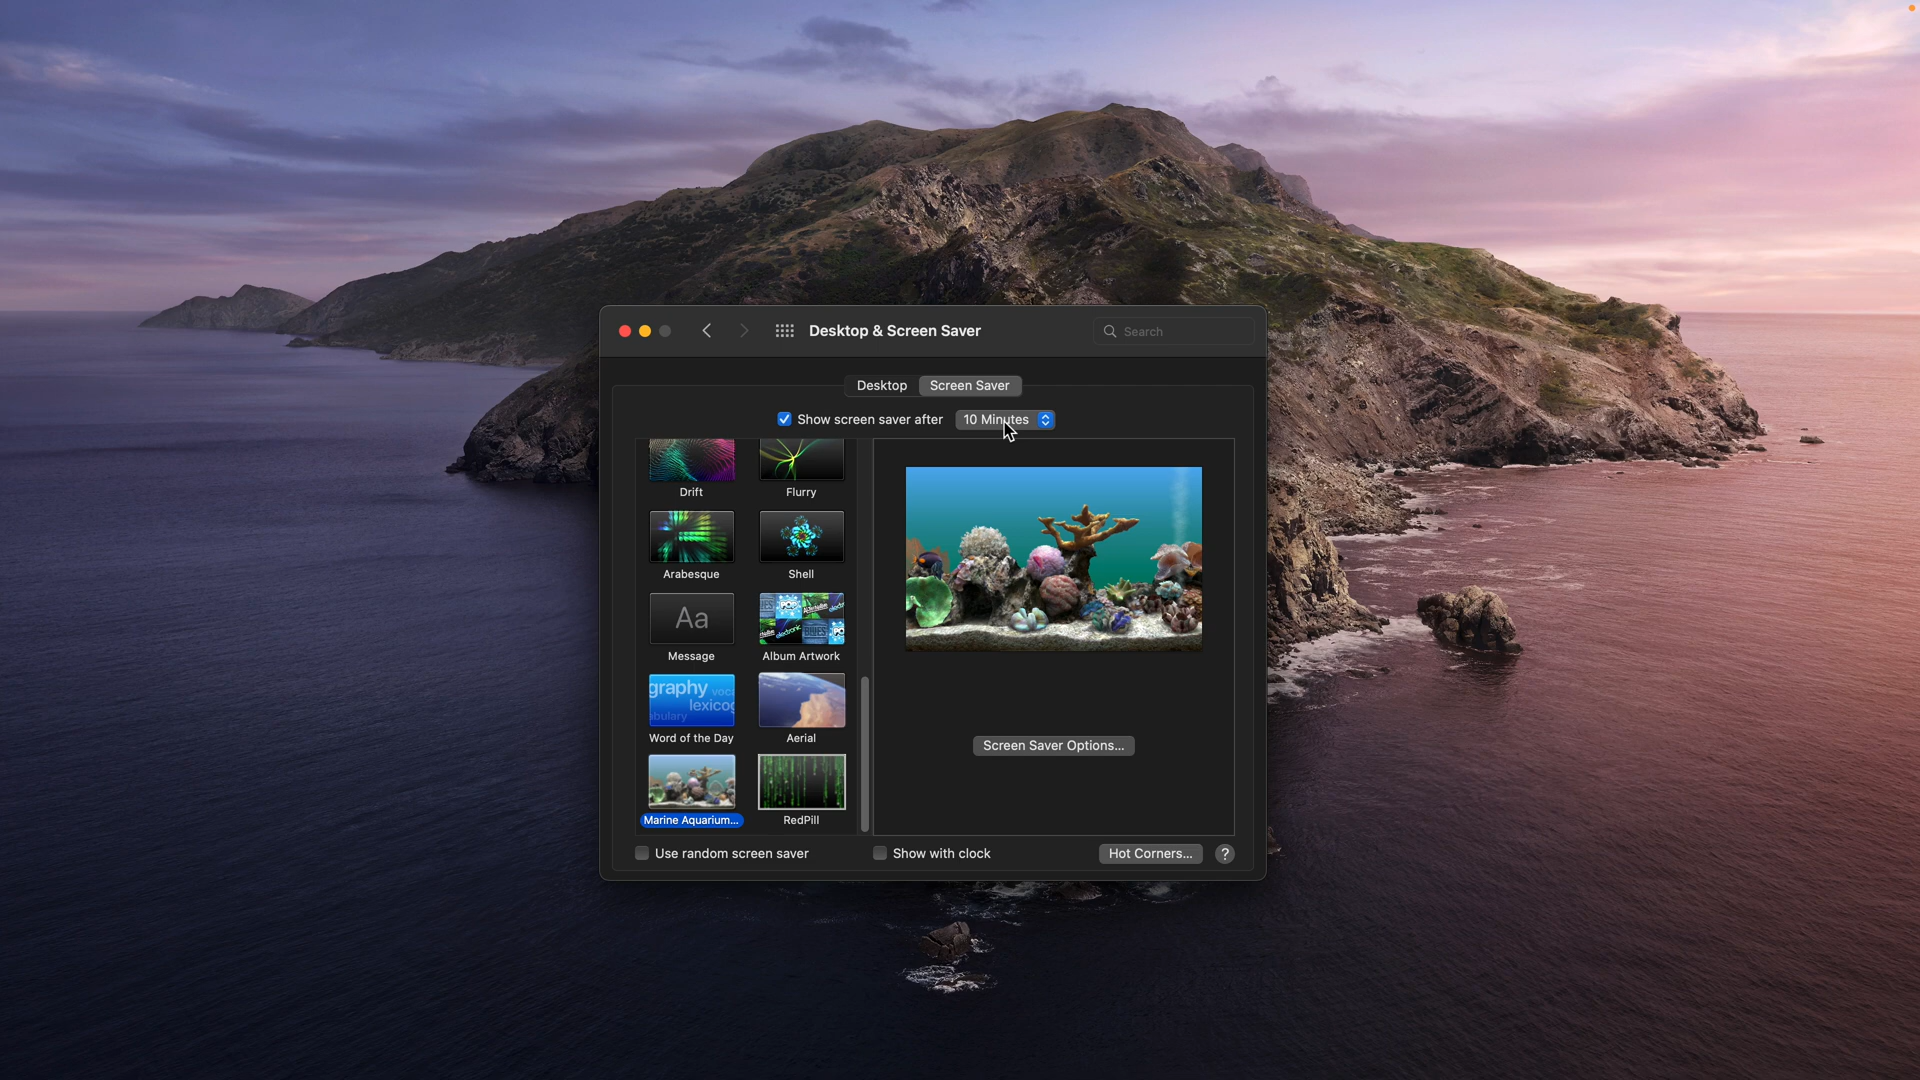 Desktop & Screen Saver
Search
Desktop
Screen Saver
Show screen saver after
10 Minutes
Drift
Flurry
Arabesque
Shell
Aa
Message
Album Artwork
graphy
lexicog
Word of the Day
Aerial
Marine Aquarium...
RedPill
Screen Saver Options...
Use random screen saver
Show with clock
Hot Corners...
?